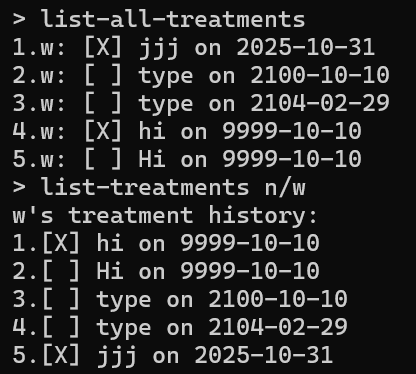 > list-all-treatments
1.w: [X] jjj on 2025-10-31
2.w: [ ] type on 2100-10-10
3.w: [ ] type on 2104-02-29
4.w: [X] hi on 9999-10-10
5.w: [ ] Hi on 9999-10-10
> list-treatments n/w
w's treatment history:
1.[X] hi on 9999-10-10
2.[ ] Hi on 9999-10-10
3.[ ] type on 2100-10-10
4.[ ] type on 2104-02-29
5.[X] jjj on 2025-10-31